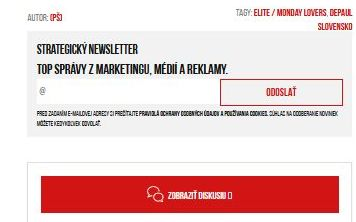 AUTOR: (PŠ)
TAGY: ELITE / MONDAY LOVERS, DEPAUL
SLOVENSKO
STRATEGICKÝ NEWSLETTER
TOP SPRÁVY Z MARKETINGU, MÉDIÍ A REKLAMY.
@
ODOSLAŤ
PRED ZADANÍM E-MAILOVEJ ADRESY SI PREČÍTAJTE PRAVIDLÁ OCHRANY OSOBNÝCH ÚDAJOV A POUŽÍVANIA COOKIES, SÚHLAS NA ODOBERANIE NOVINIEK
MÔŽETE KEDYKOĽVEK ODVOLAŤ.
ZOBRAZIŤ DISKUSIU